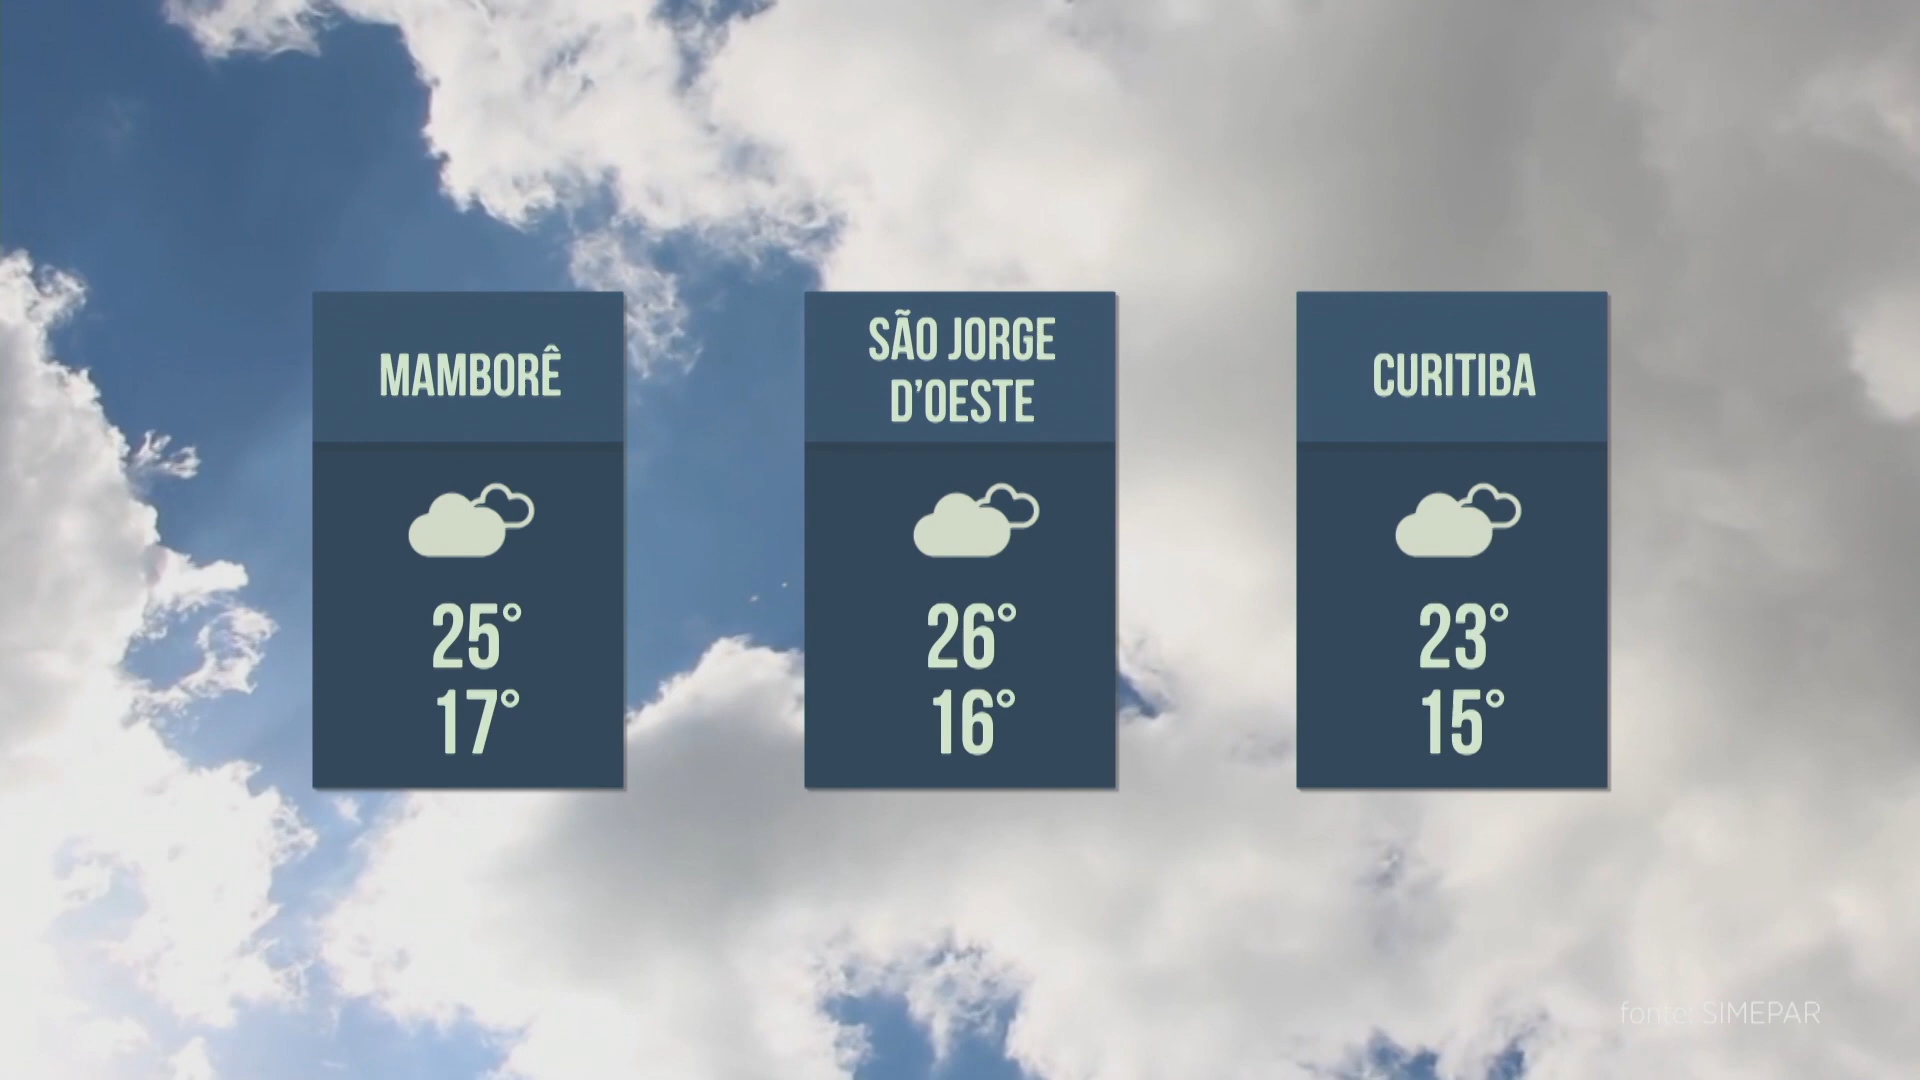 MAMBORÊ
25°
17°
SÃO JORGE
D’OESTE
26°
16°
CURITIBA
23°
15°
fonte: SIMEPAR